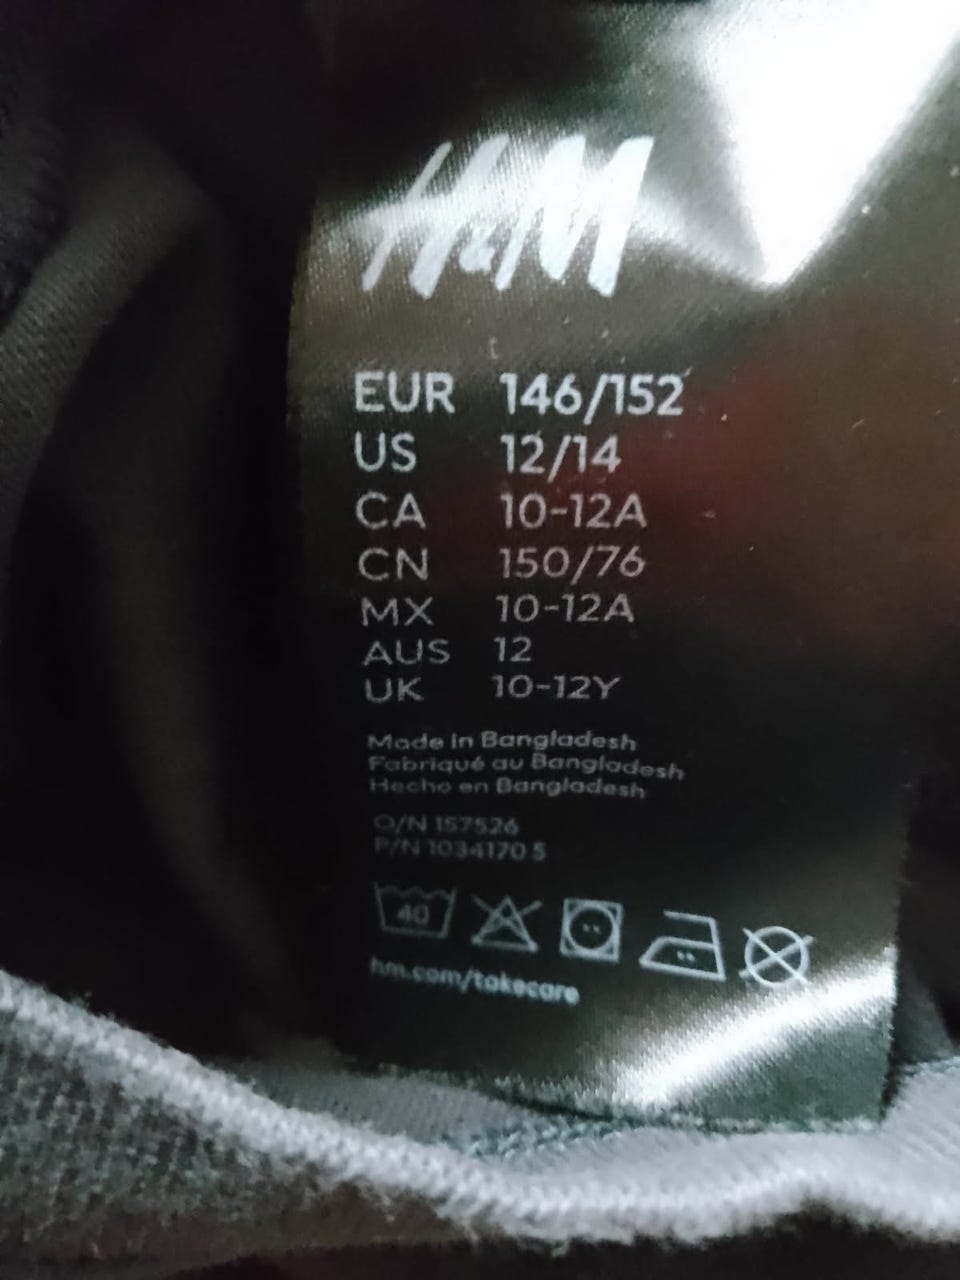 H&M
EUR 146/152
US 12/14
CA 10-12A
CN 150/76
MX 10-12A
AUS 12
UK 10-12Y
Made in Bangladesh
Fabriqué au Bangladesh
Hecho en Bangladesh
O/N 157526
P/N 1034170 5
40
hm.com/takecare